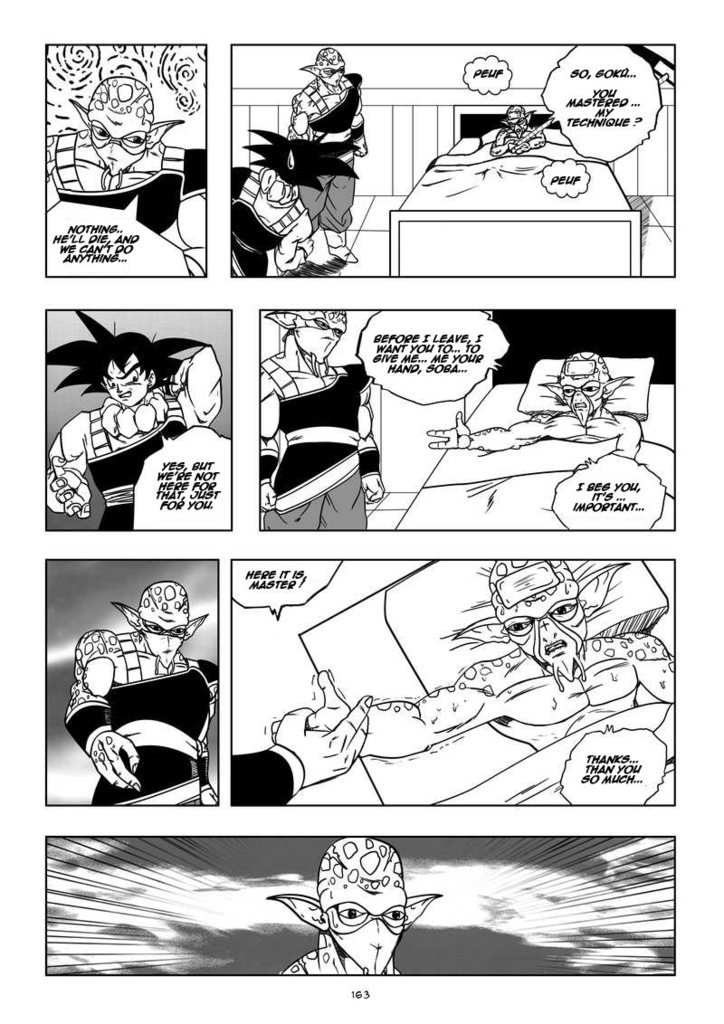 NOTHING..
HE'LL DIE, AND
WE CAN'T DO
ANYTHING...
PEUF
SO, GOKU...
YOU
MASTERED ...
MY
TECHNIQUE ?
PEUF
YES, BUT
WE'RE NOT
HERE FOR
THAT, JUST
FOR YOU.
BEFORE I LEAVE, I
WANT YOU TO... TO
GIVE ME... ME YOUR
HAND, SOBA...
I BEG YOU,
IT'S ...
IMPORTANT...
HERE IT IS,
MASTER !
THANKS...
THAN YOU
SO MUCH...
163